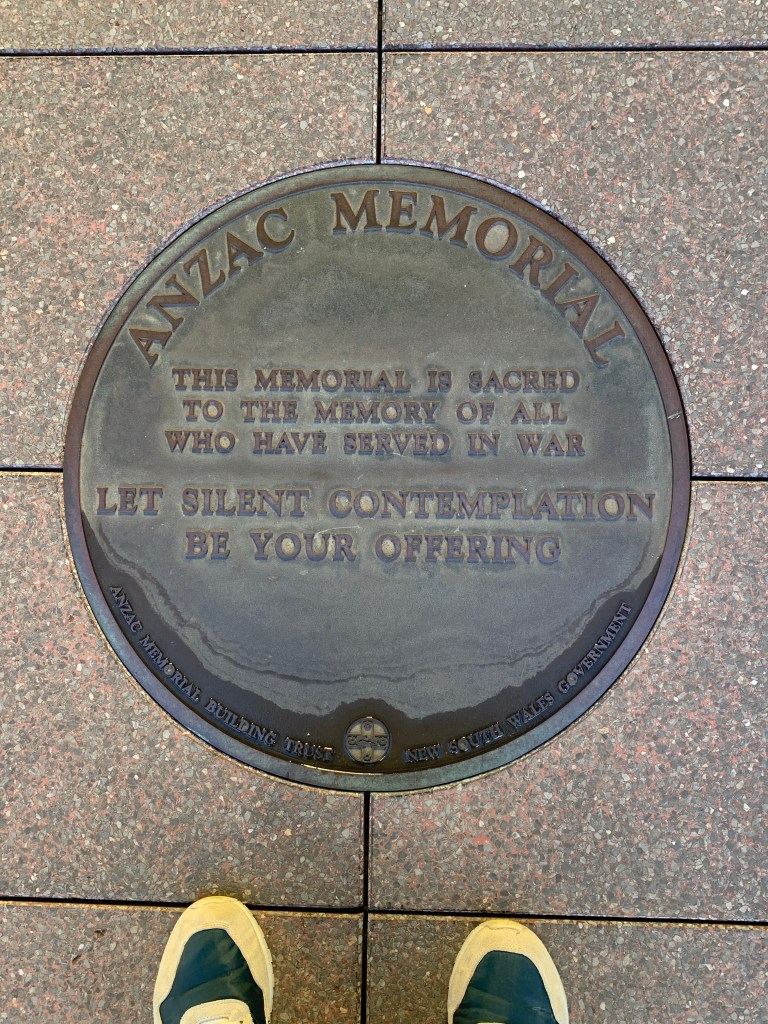 ANZAC MEMORIAL
THIS MEMORIAL IS SACRED
TO THE MEMORY OF ALL
WHO HAVE SERVED IN WAR
LET SILENT CONTEMPLATION
BE YOUR OFFERING
ANZAC MEMORIAL BUILDING TRUST
NEW SOUTH WALES GOVERNMENT